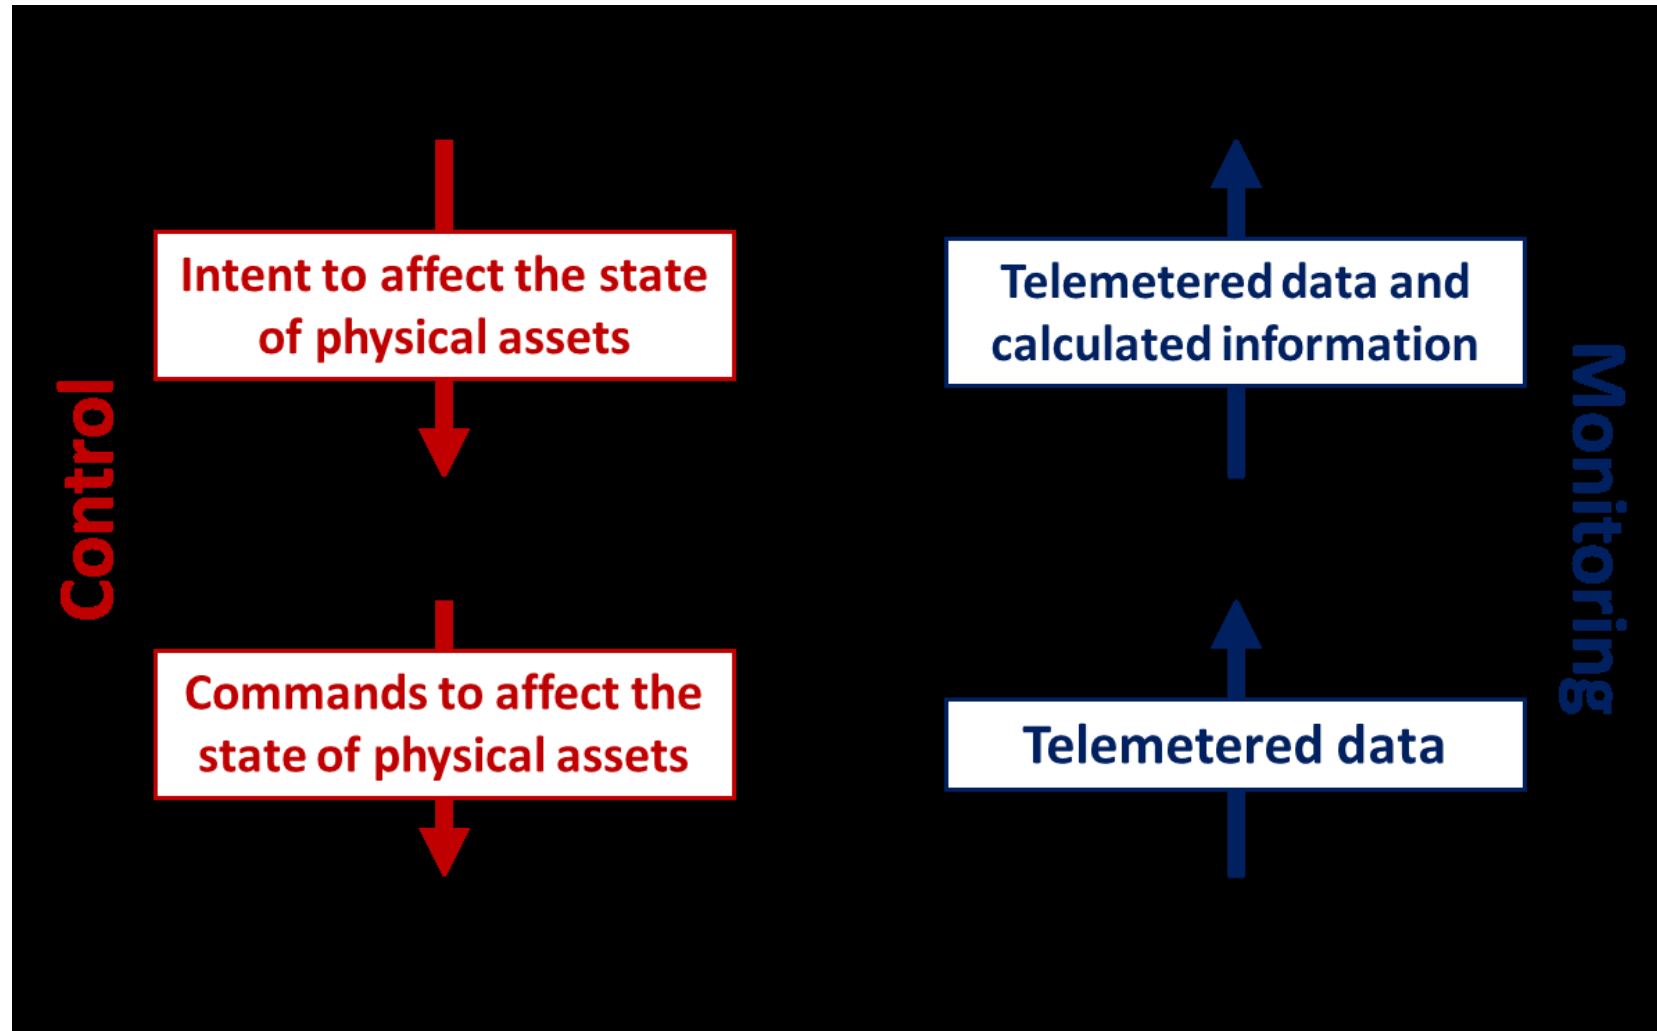 Control
Intent to affect the state
of physical assets
Commands to affect the
state of physical assets
Telemetered data and
calculated information
Telemetered data
Monitoring